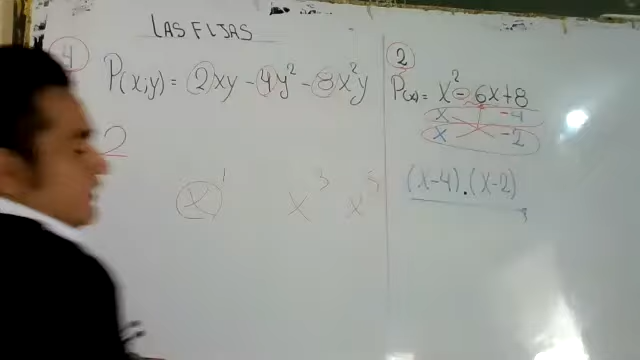 LAS FIJAS
4
P(x,y) = 2xy - 4y² - 8x²y
2
x¹ x³ x⁵
2
P(x) = x² - 6x + 8
x -4
x -2
(x-4).(x-2)